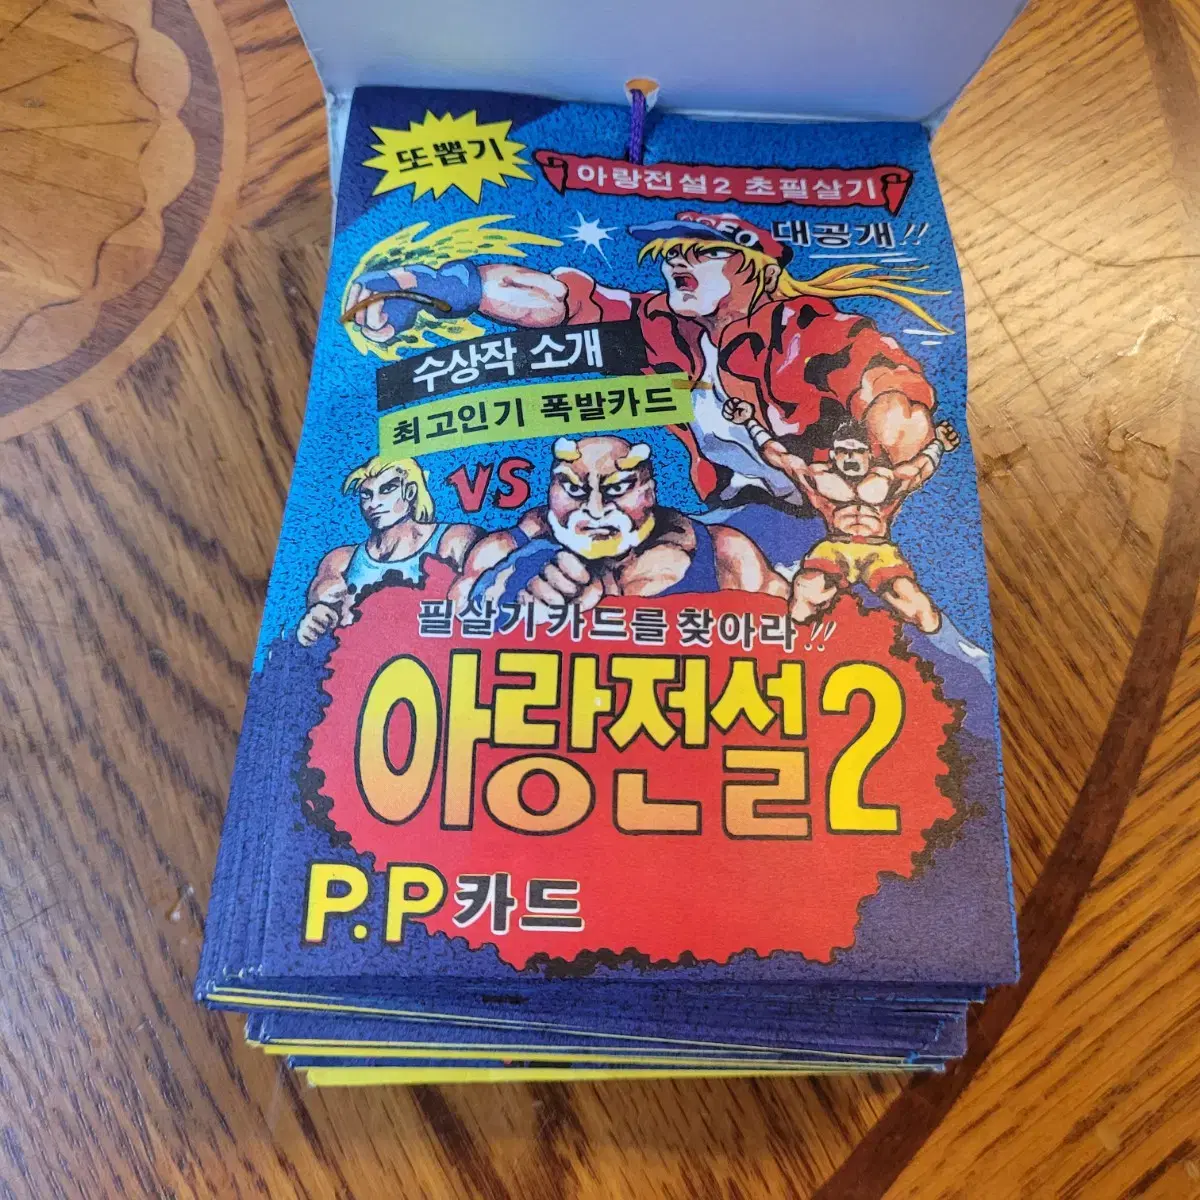 또뽑기
아랑전설2 초필살기
대공개!!
수상작 소개
최고인기 폭발카드
VS
필살기카드를 찾아라!!
아랑전설2
P.P 카드